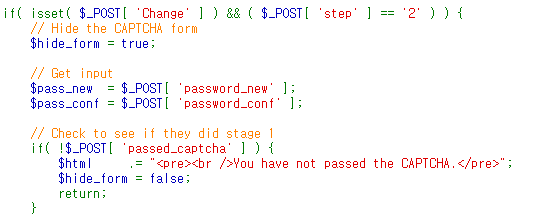 if( isset( $_POST[ 'Change' ] ) && ( $_POST[ 'step' ] == '2' ) ) {
// Hide the CAPTCHA form
$hide_form = true;
// Get input
$pass_new  = $_POST[ 'password_new' ];
$pass_conf = $_POST[ 'password_conf' ];
// Check to see if they did stage 1
if( !$_POST[ 'passed_captcha' ] ) {
$html     .= "<pre><br />You have not passed the CAPTCHA.</pre>";
$hide_form = false;
return;
}